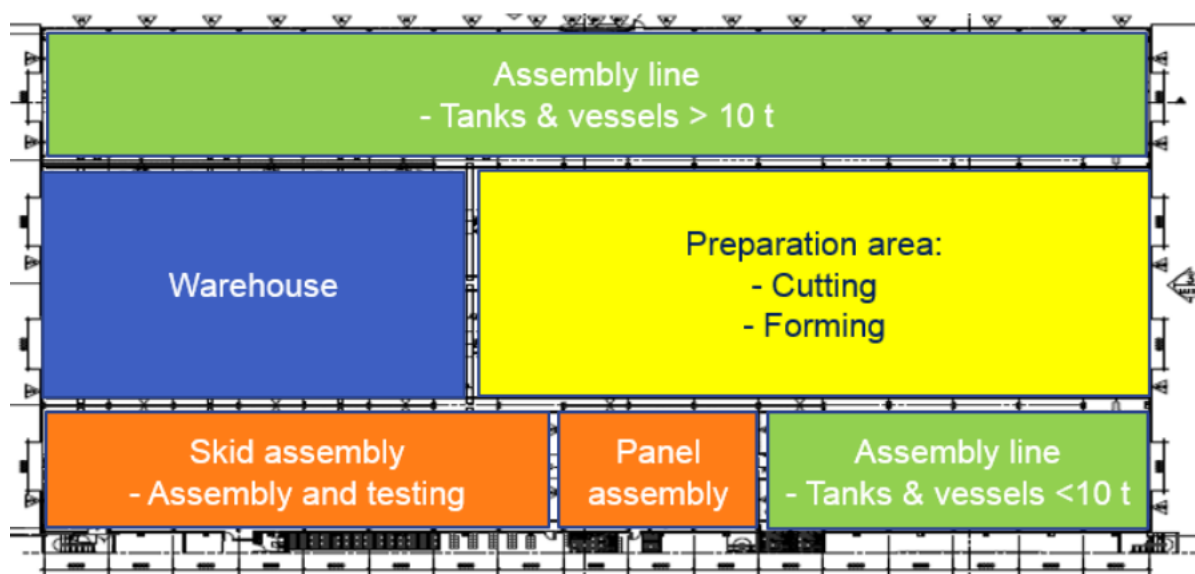 Assembly line
- Tanks & vessels > 10 t
Warehouse
Preparation area:
- Cutting
- Forming
Skid assembly
- Assembly and testing
Panel
assembly
Assembly line
- Tanks & vessels <10 t